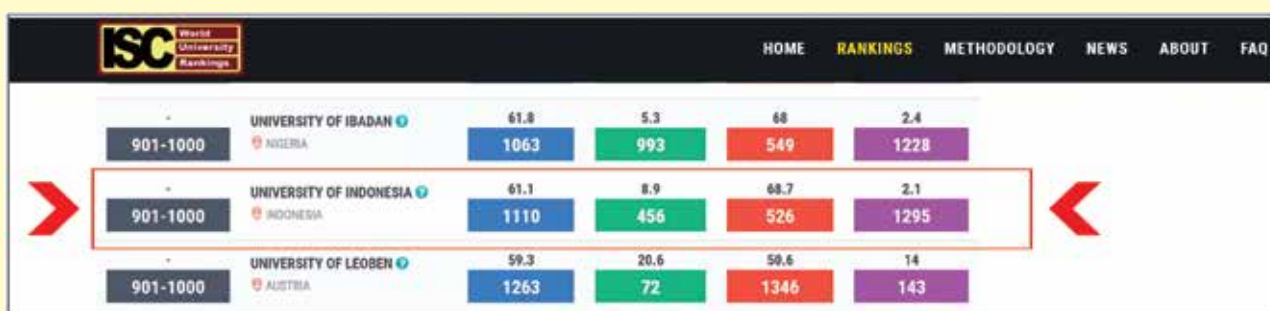 ISC World University Rankings
HOME RANKINGS METHODOLOGY NEWS ABOUT FAQ
- UNIVERSITY OF IBADAN ? 61.8 5.3 68 2.4
901-1000 NIGERIA 1063 993 549 1228
- UNIVERSITY OF INDONESIA ? 61.1 8.9 68.7 2.1
901-1000 INDONESIA 1110 456 526 1295
- UNIVERSITY OF LEOBEN ? 59.3 20.6 50.6 14
901-1000 AUSTRIA 1263 72 1346 143